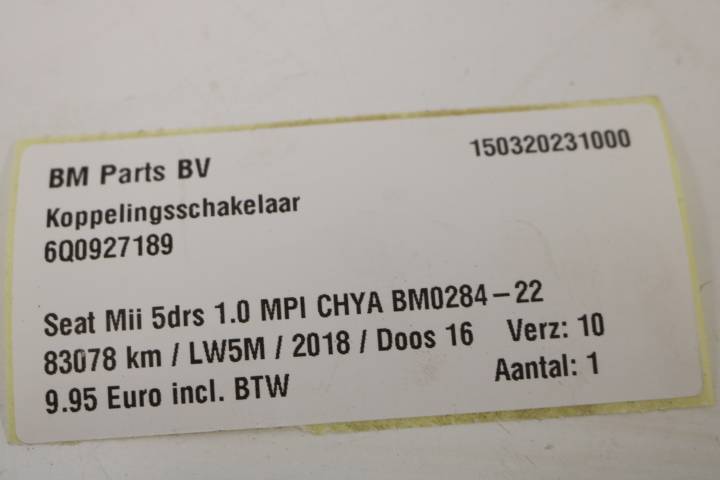 BM Parts BV 150320231000
Koppelingsschakelaar
6Q0927189
Seat Mii 5drs 1.0 MPI CHYA BM0284-22
83078 km / LW5M / 2018 / Doos 16 Verz: 10
9.95 Euro incl. BTW Aantal: 1